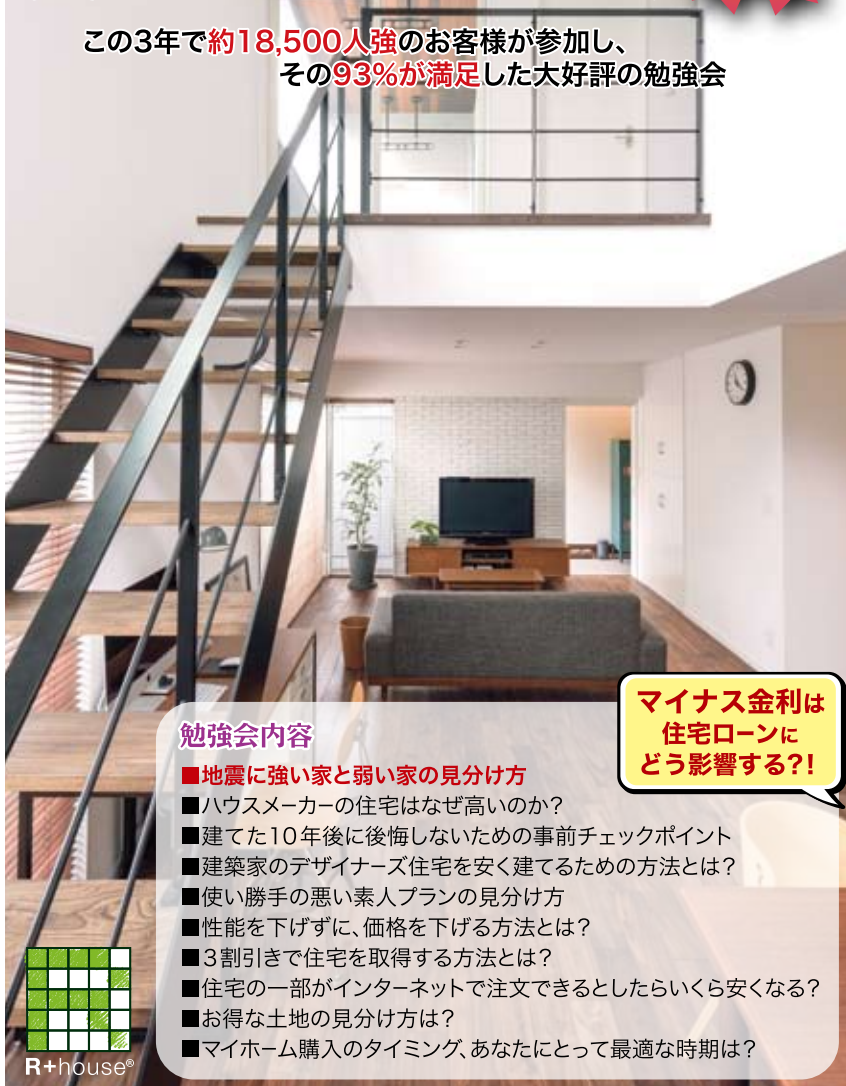 この3年で約18,500人強のお客様が参加し、
その93%が満足した大好評の勉強会
マイナス金利は
住宅ローンに
どう影響する?!
勉強会内容
■地震に強い家と弱い家の見分け方
■ハウスメーカーの住宅はなぜ高いのか?
■建てた10年後に後悔しないための事前チェックポイント
■建築家のデザイナーズ住宅を安く建てるための方法とは?
■使い勝手の悪い素人プランの見分け方
■性能を下げずに、価格を下げる方法とは?
■3割引きで住宅を取得する方法とは?
■住宅の一部がインターネットで注文できるとしたらいくら安くなる?
■お得な土地の見分け方は?
■マイホーム購入のタイミング、あなたにとって最適な時期は?
R+house®